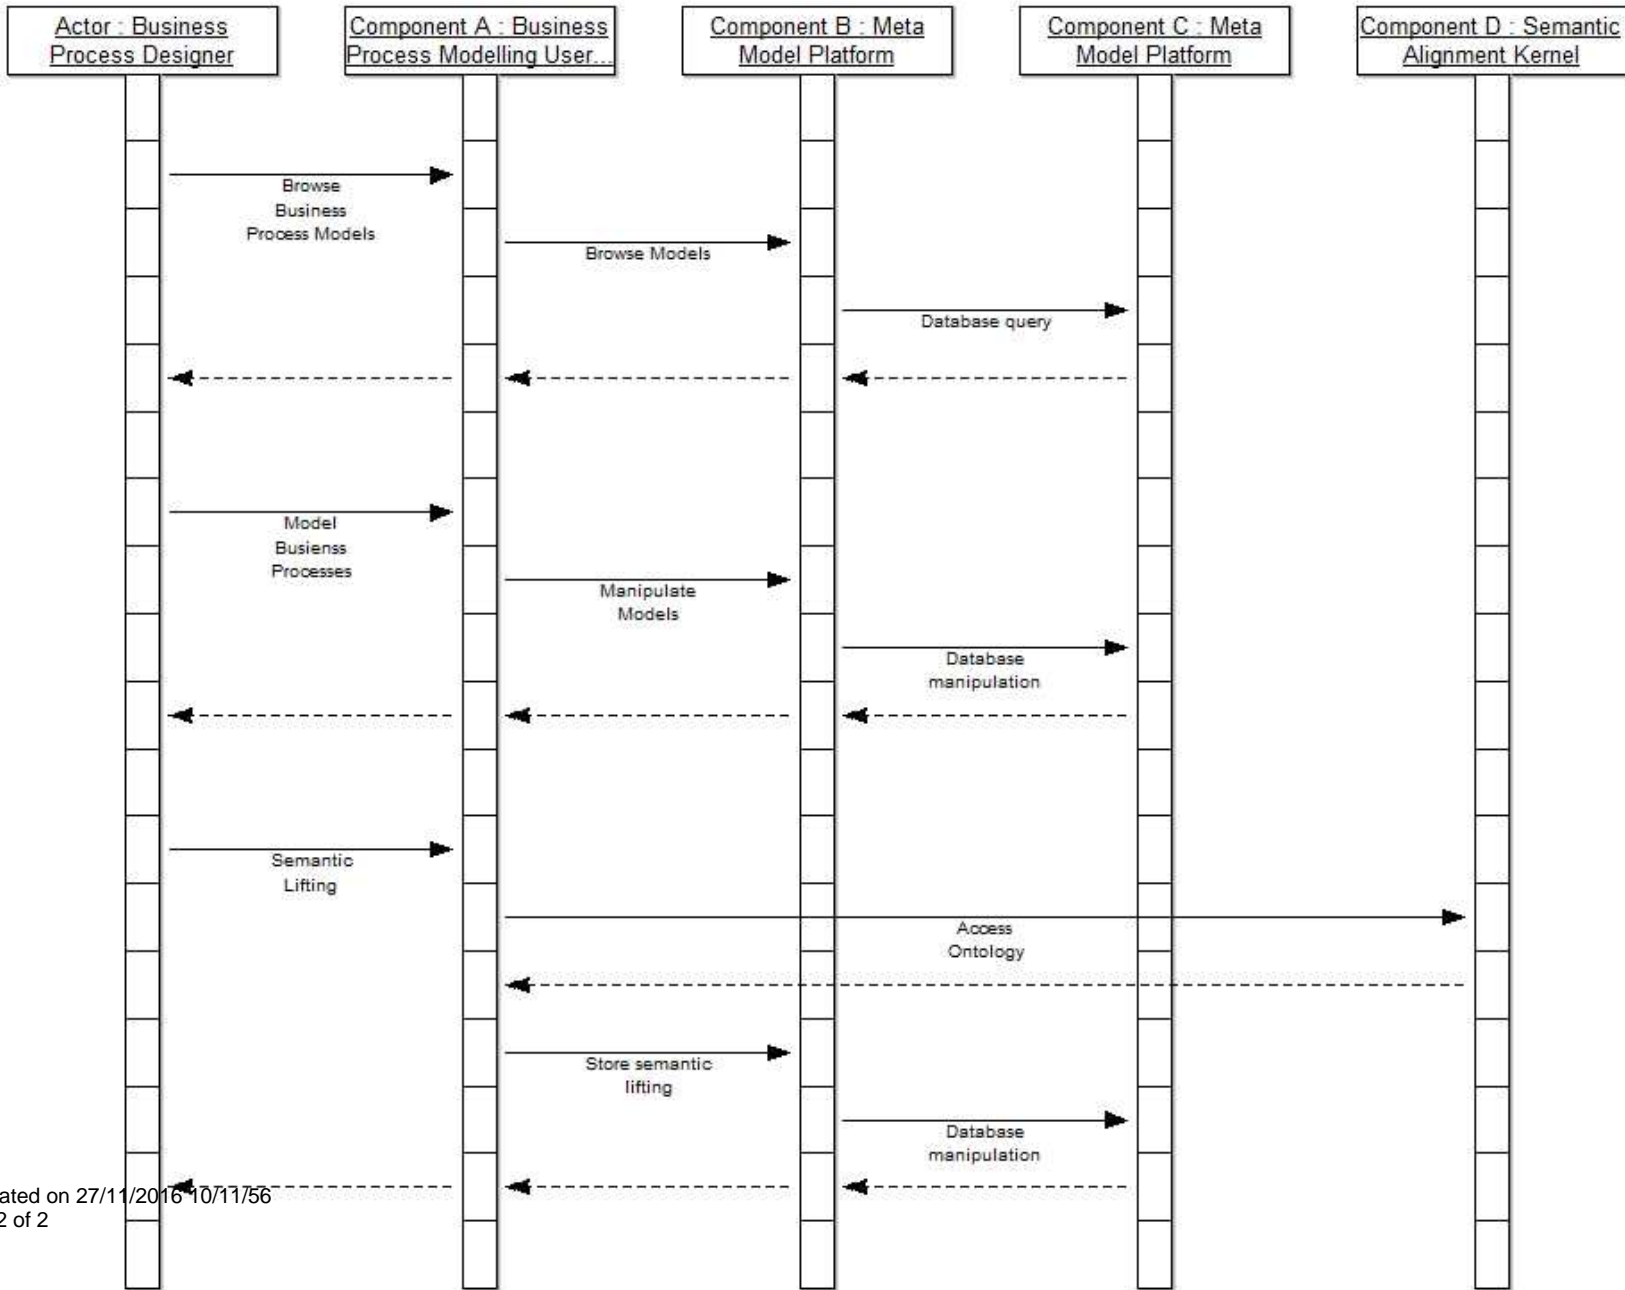 Actor : Business
Process Designer
Component A : Business
Process Modelling User...
Component B : Meta
Model Platform
Component C : Meta
Model Platform
Component D : Semantic
Alignment Kernel
Browse
Business
Process Models
Browse Models
Database query
Model
Busienss
Processes
Manipulate
Models
Database
manipulation
Semantic
Lifting
Access
Ontology
Store semantic
lifting
Database
manipulation
ated on 27/11/2016 10/11/56
2 of 2